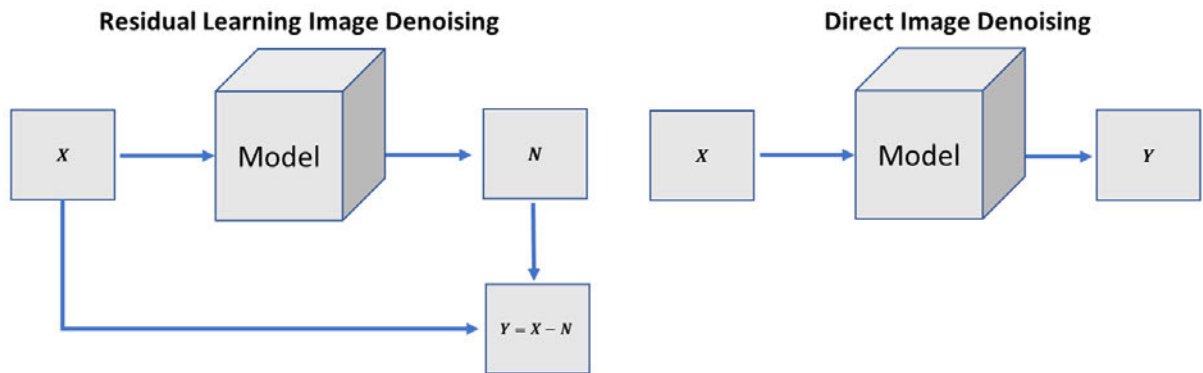 Residual Learning Image Denoising
X
Model
N
Y = X − N
Direct Image Denoising
X
Model
Y